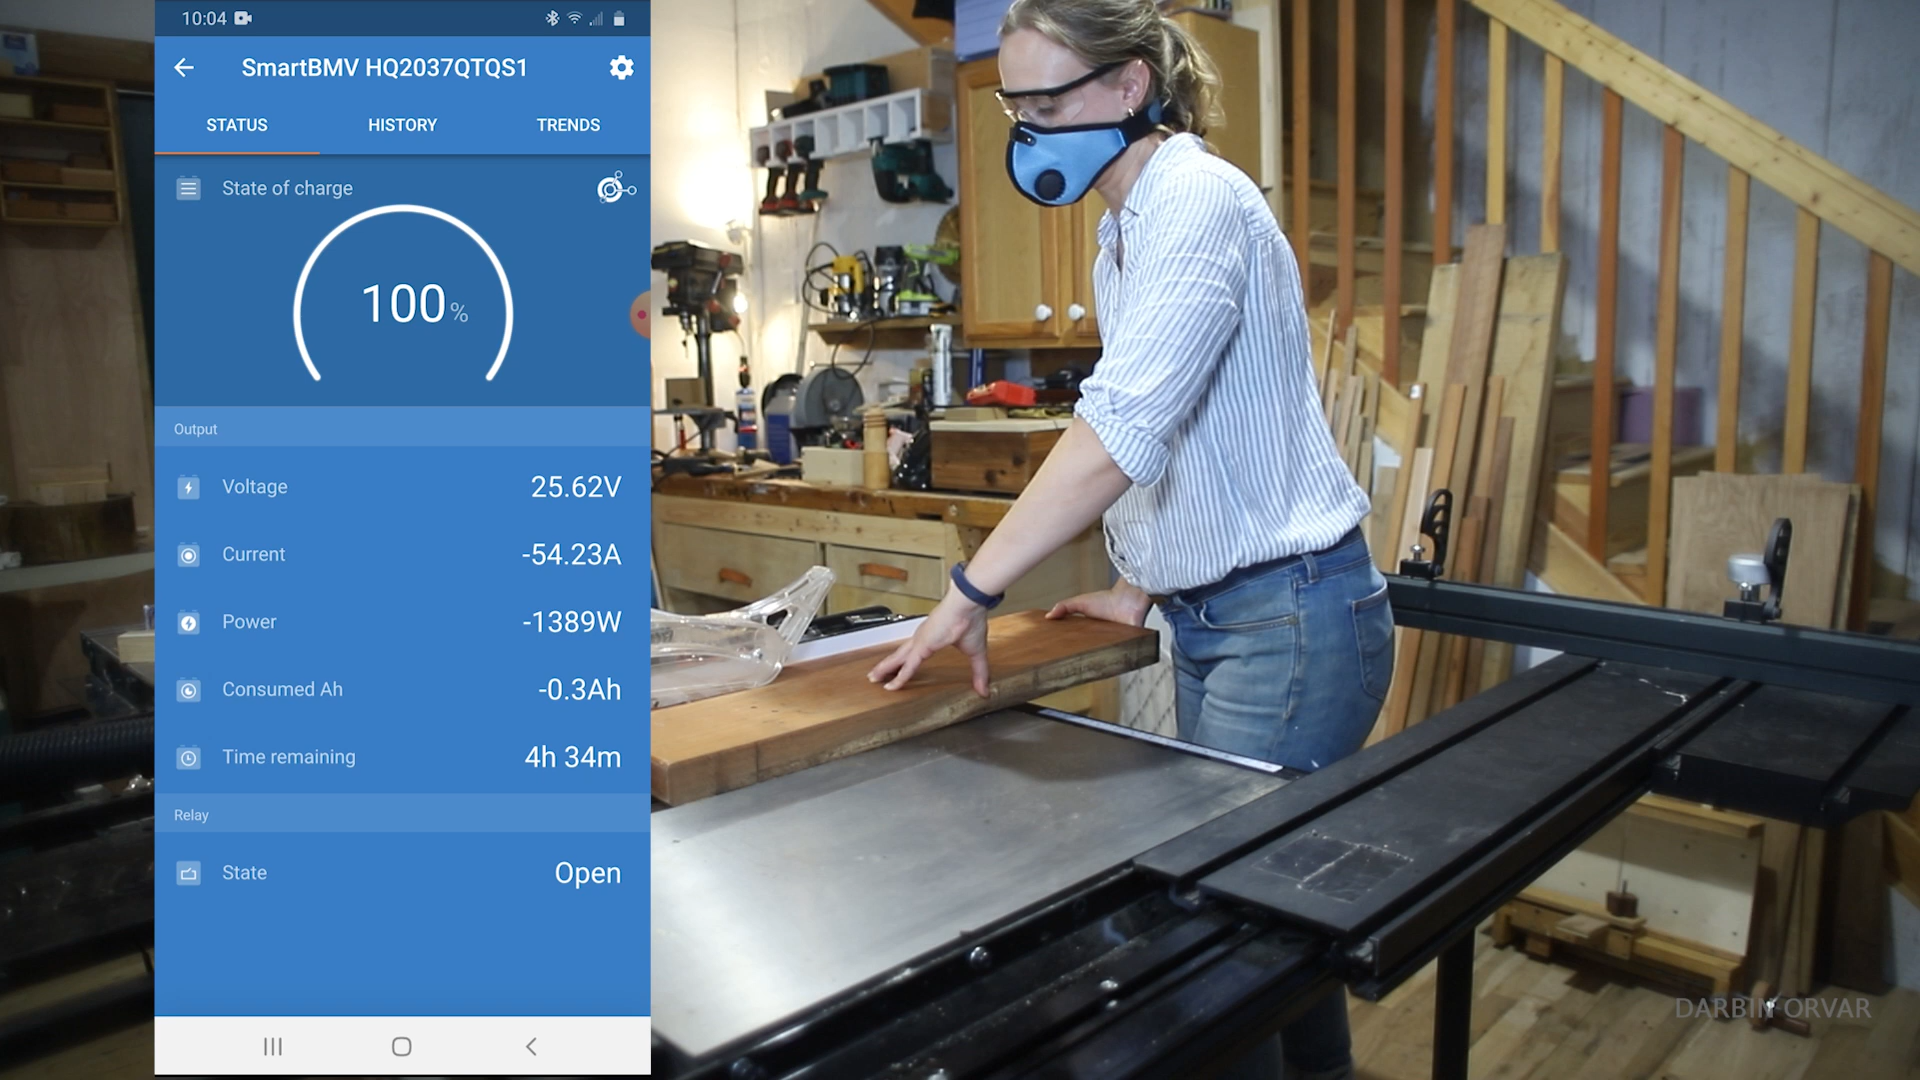 10:04
SmartBMV HQ2037QTQS1
STATUS HISTORY TRENDS
State of charge
100%
Output
Voltage 25.62V
Current -54.23A
Power -1389W
Consumed Ah -0.3Ah
Time remaining 4h 34m
Relay
State Open
DARBIN ORVAR